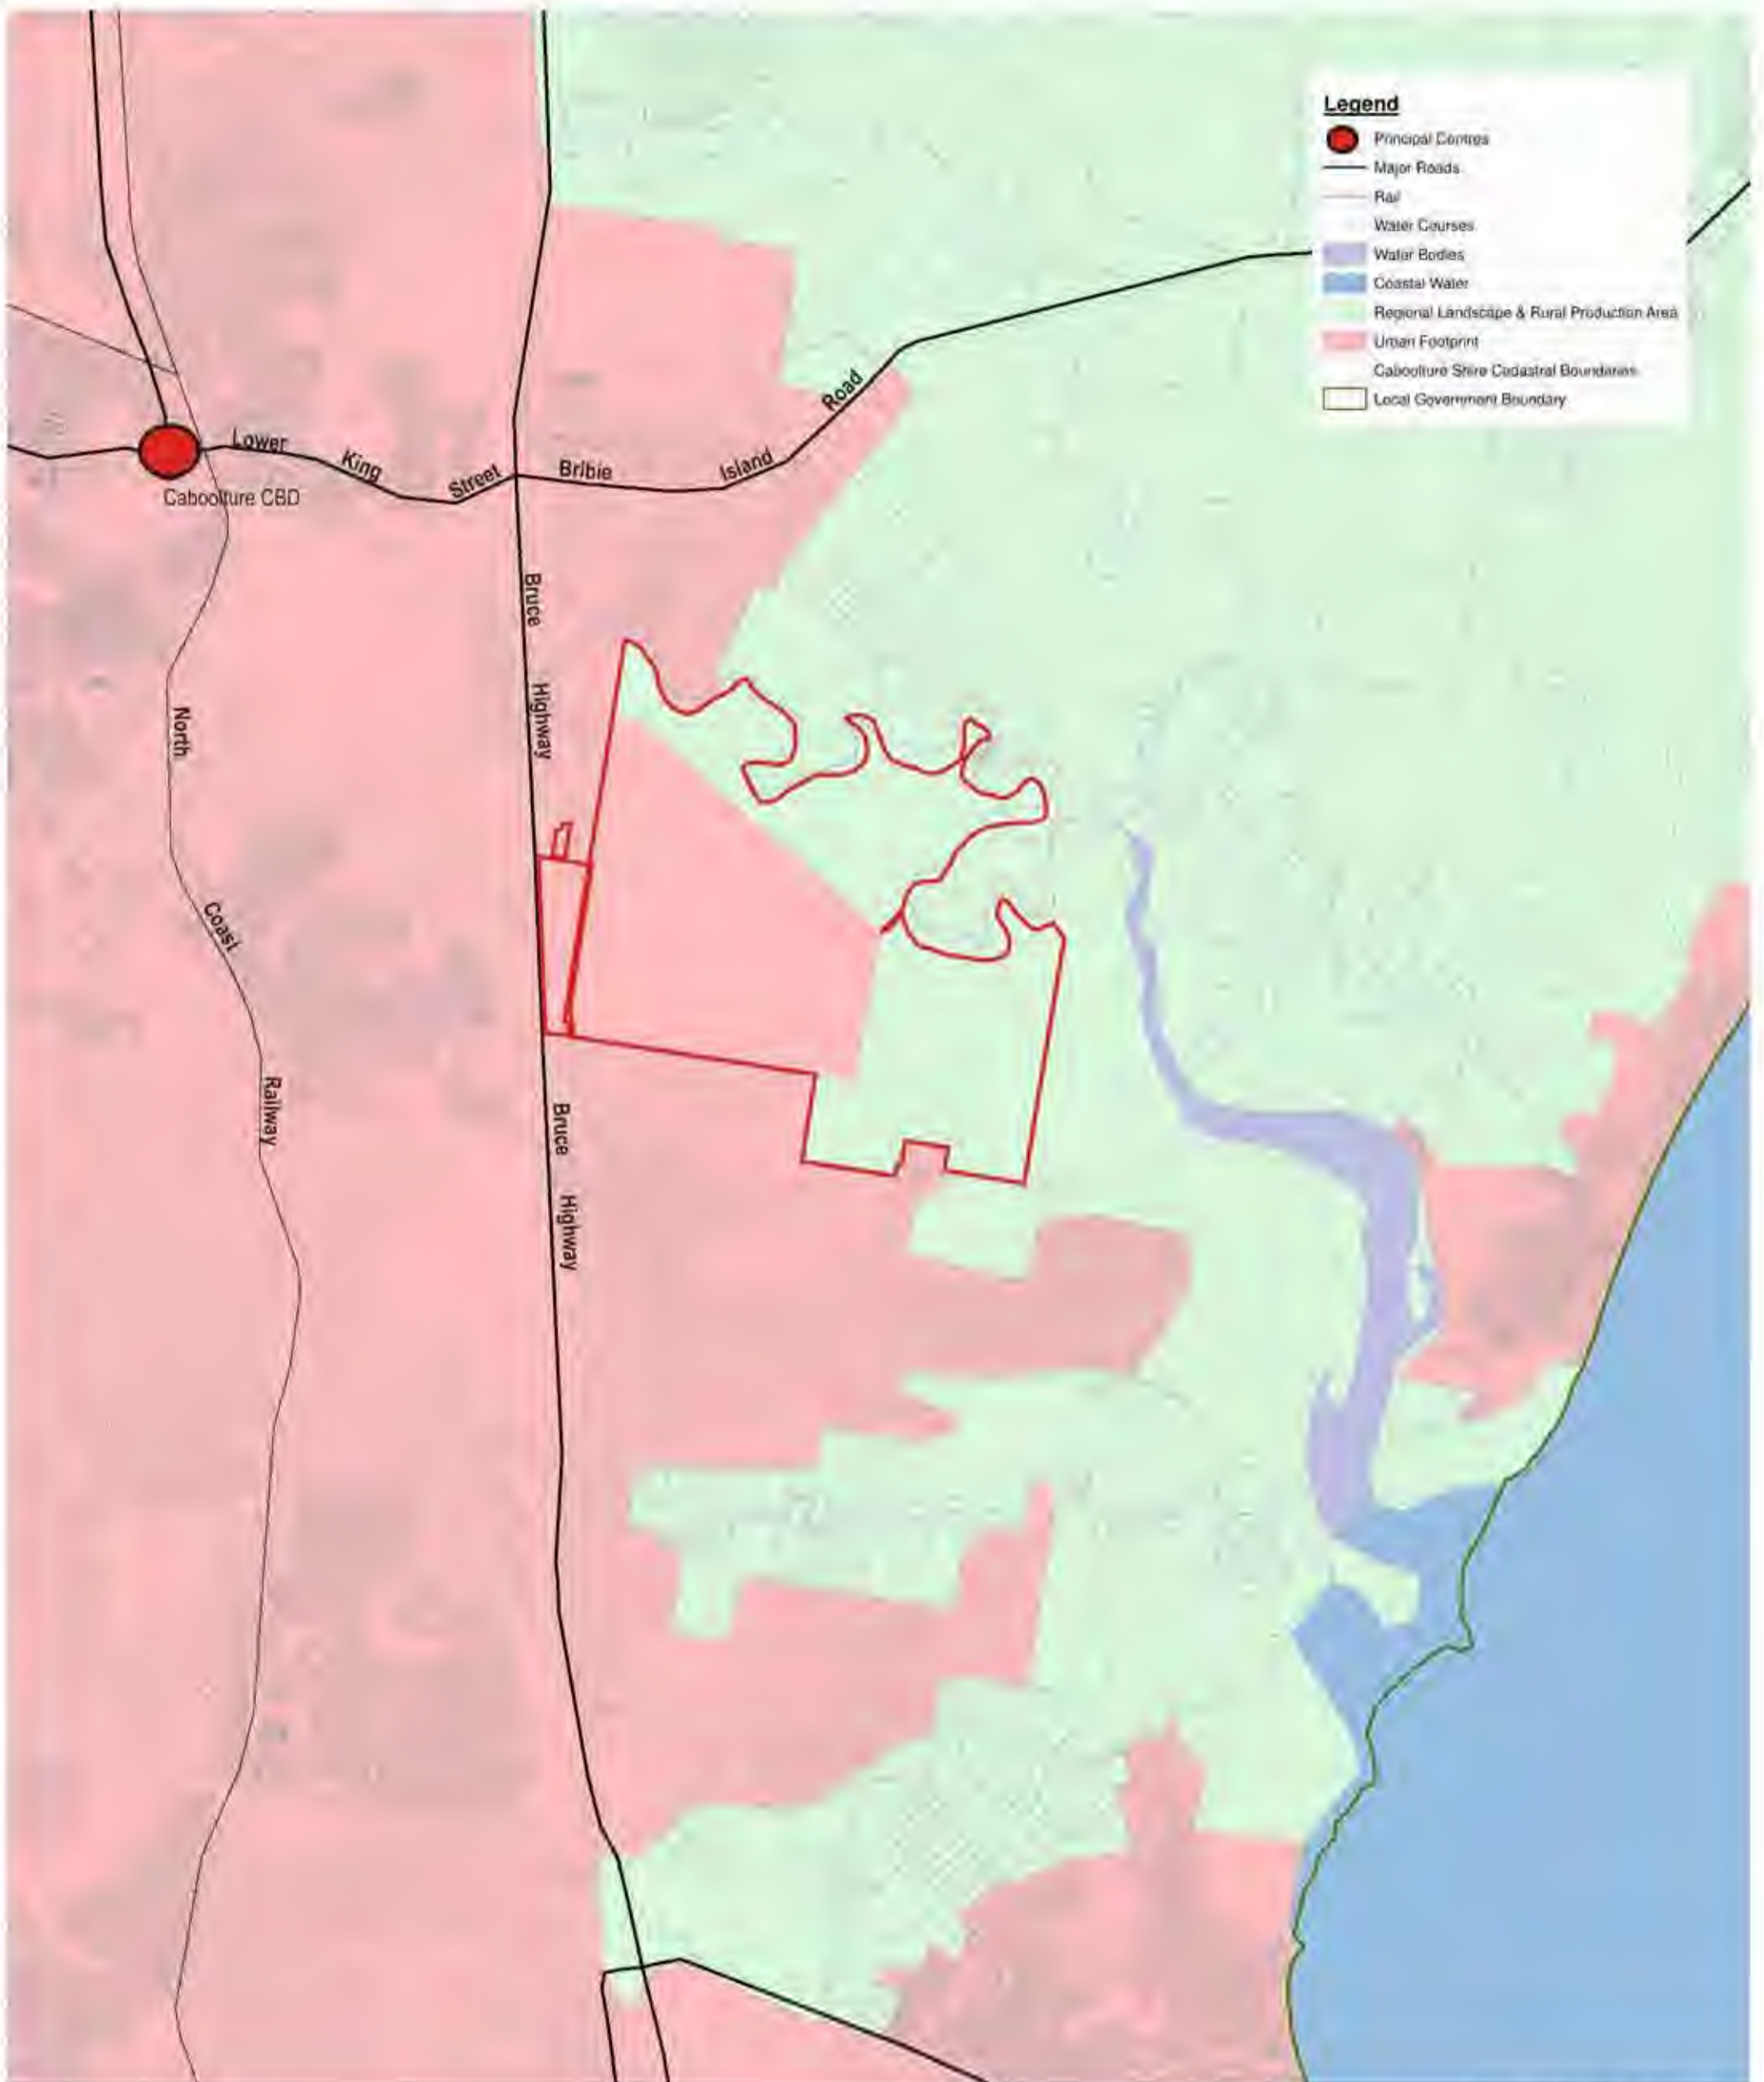 Legend
Principal Centres
Major Roads
Rail
Water Courses
Water Bodies
Coastal Water
Regional Landscape & Rural Production Area
Urban Footprint
Caboolture Shire Cadastral Boundaries
Local Government Boundary
Lower King Street
Bribie Island Road
Caboolture CBD
Bruce Highway
North Coast Railway
Bruce Highway